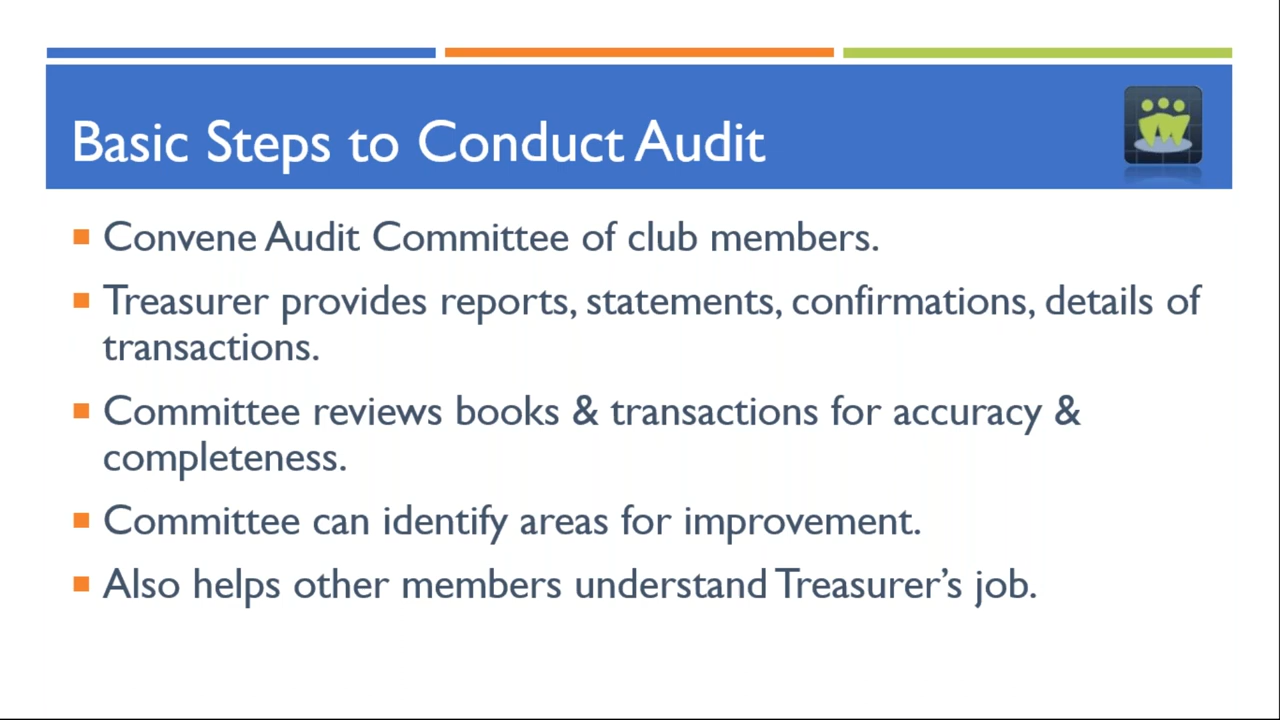 Basic Steps to Conduct Audit
Convene Audit Committee of club members.
Treasurer provides reports, statements, confirmations, details of
transactions.
Committee reviews books & transactions for accuracy &
completeness.
Committee can identify areas for improvement.
Also helps other members understand Treasurer’s job.